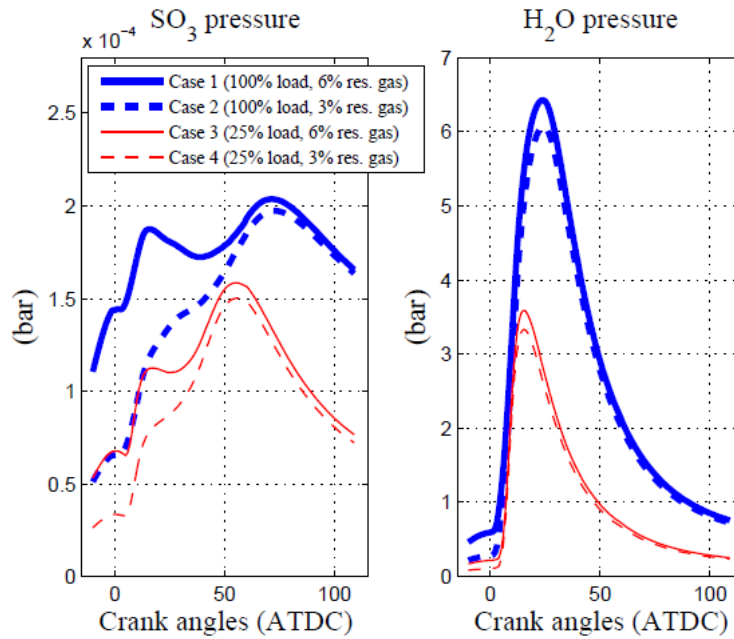 SO3 pressure
x 10^-4
Case 1 (100% load, 6% res. gas)
Case 2 (100% load, 3% res. gas)
Case 3 (25% load, 6% res. gas)
Case 4 (25% load, 3% res. gas)
2.5
2
1.5
1
0.5
0
(bar)
0
50
100
Crank angles (ATDC)
H2O pressure
7
6
5
4
3
2
1
0
(bar)
0
50
100
Crank angles (ATDC)